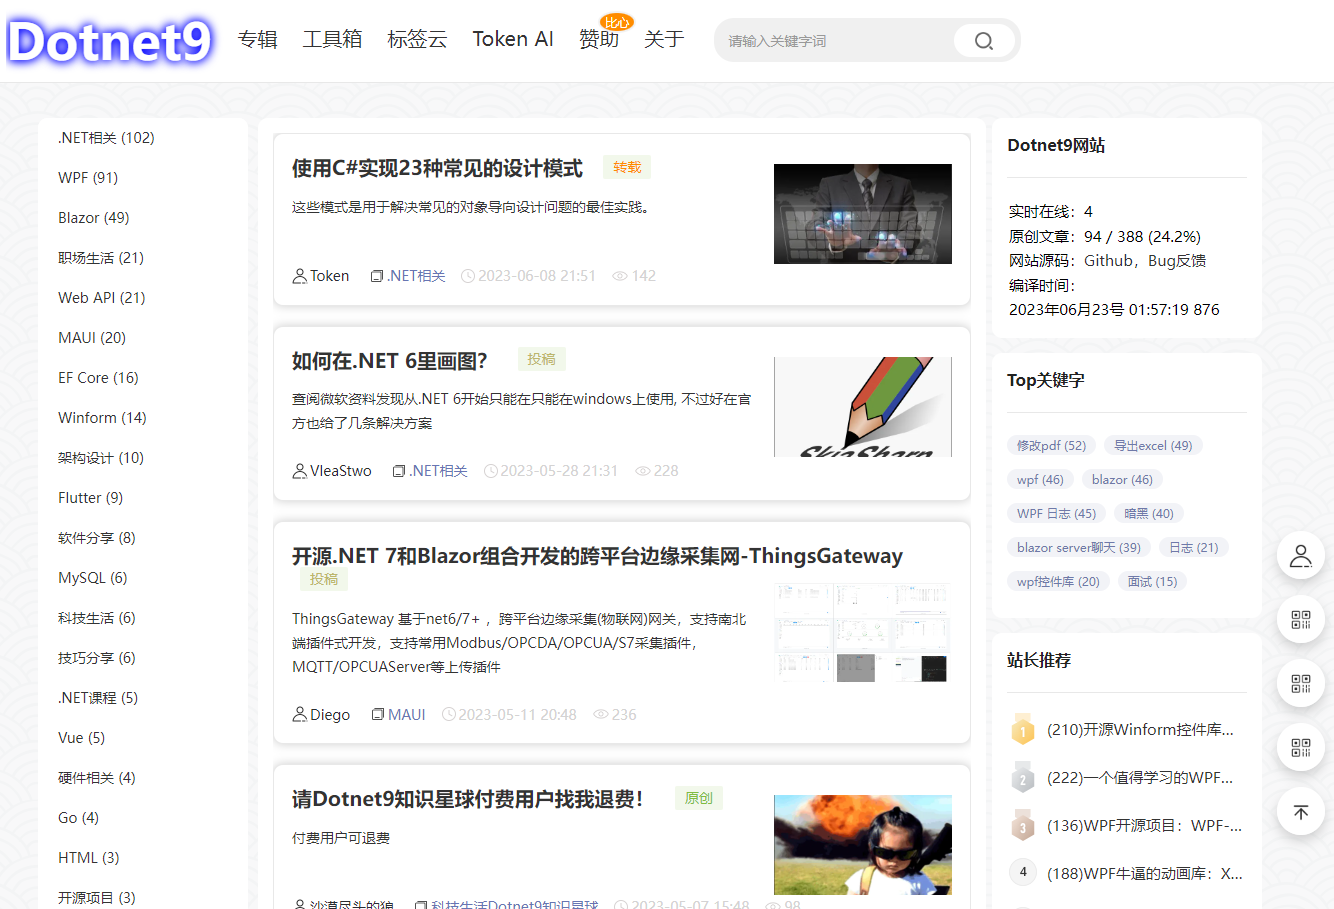 Dotnet9 专辑 工具箱 标签云 Token AI 赞助 比心 关于 请输入关键字词
.NET相关 (102)
WPF (91)
Blazor (49)
职场生活 (21)
Web API (21)
MAUI (20)
EF Core (16)
Winform (14)
架构设计 (10)
Flutter (9)
软件分享 (8)
MySQL (6)
科技生活 (6)
技巧分享 (6)
.NET课程 (5)
Vue (5)
硬件相关 (4)
Go (4)
HTML (3)
开源项目 (3)
使用C#实现23种常见的设计模式 转载
这些模式是用于解决常见的对象导向设计问题的最佳实践。
Token .NET相关 2023-06-08 21:51 142
如何在.NET 6里画图？ 投稿
查阅微软资料发现从.NET 6开始只能在只能在windows上使用, 不过好在官
方也给了几条解决方案
SkiaSharp
VleaStwo .NET相关 2023-05-28 21:31 228
开源.NET 7和Blazor组合开发的跨平台边缘采集网-ThingsGateway
投稿
ThingsGateway 基于net6/7+ ，跨平台边缘采集(物联网)网关，支持南北
端插件式开发，支持常用Modbus/OPCDA/OPCUA/S7采集插件，
MQTT/OPCUAServer等上传插件
Diego MAUI 2023-05-11 20:48 236
请Dotnet9知识星球付费用户找我退费！ 原创
付费用户可退费
沙漠尽头的狼 科技生活Dotnet9知识星球 2023-05-07 15:48 98
Dotnet9网站
实时在线：4
原创文章：94 / 388 (24.2%)
网站源码：Github，Bug反馈
编译时间：
2023年06月23号 01:57:19 876
Top关键字
修改pdf (52) 导出excel (49)
wpf (46) blazor (46)
WPF 日志 (45) 暗黑 (40)
blazor server聊天 (39) 日志 (21)
wpf控件库 (20) 面试 (15)
站长推荐
1 (210)开源Winform控件库...
2 (222)一个值得学习的WPF...
3 (136)WPF开源项目：WPF-...
4 (188)WPF牛逼的动画库：X...